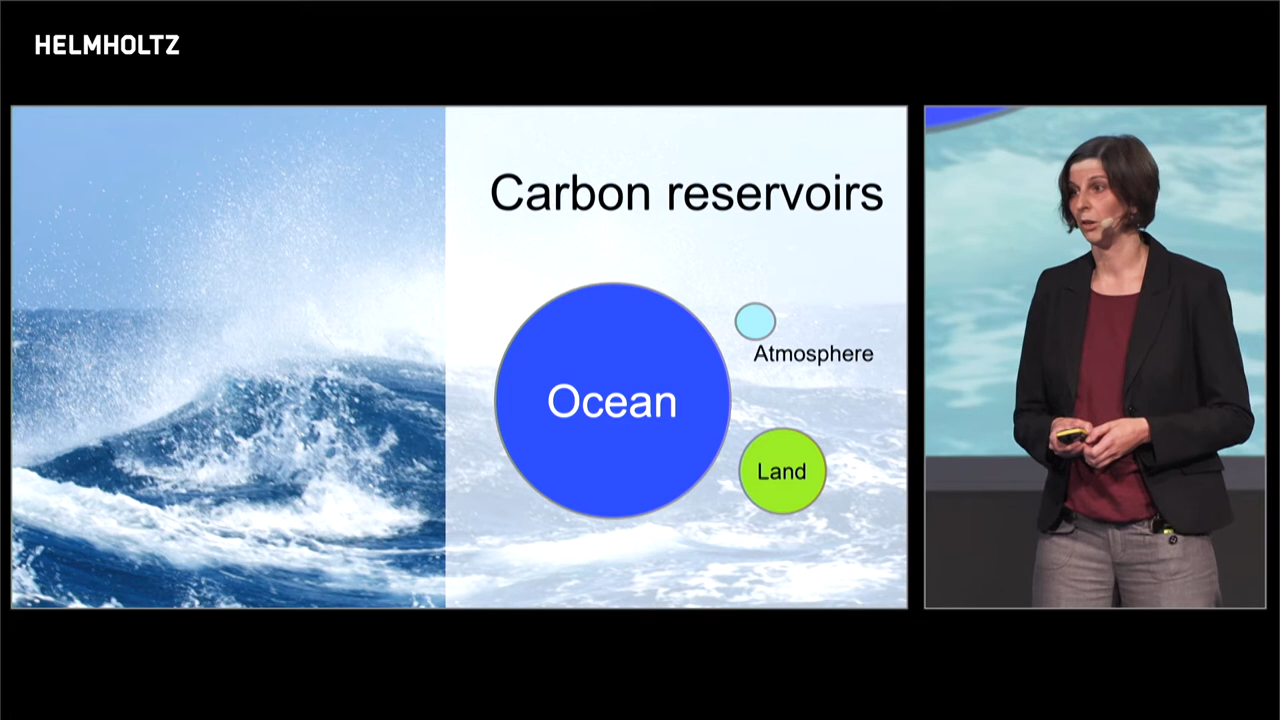 HELMHOLTZ
Carbon reservoirs
Atmosphere
Ocean
Land